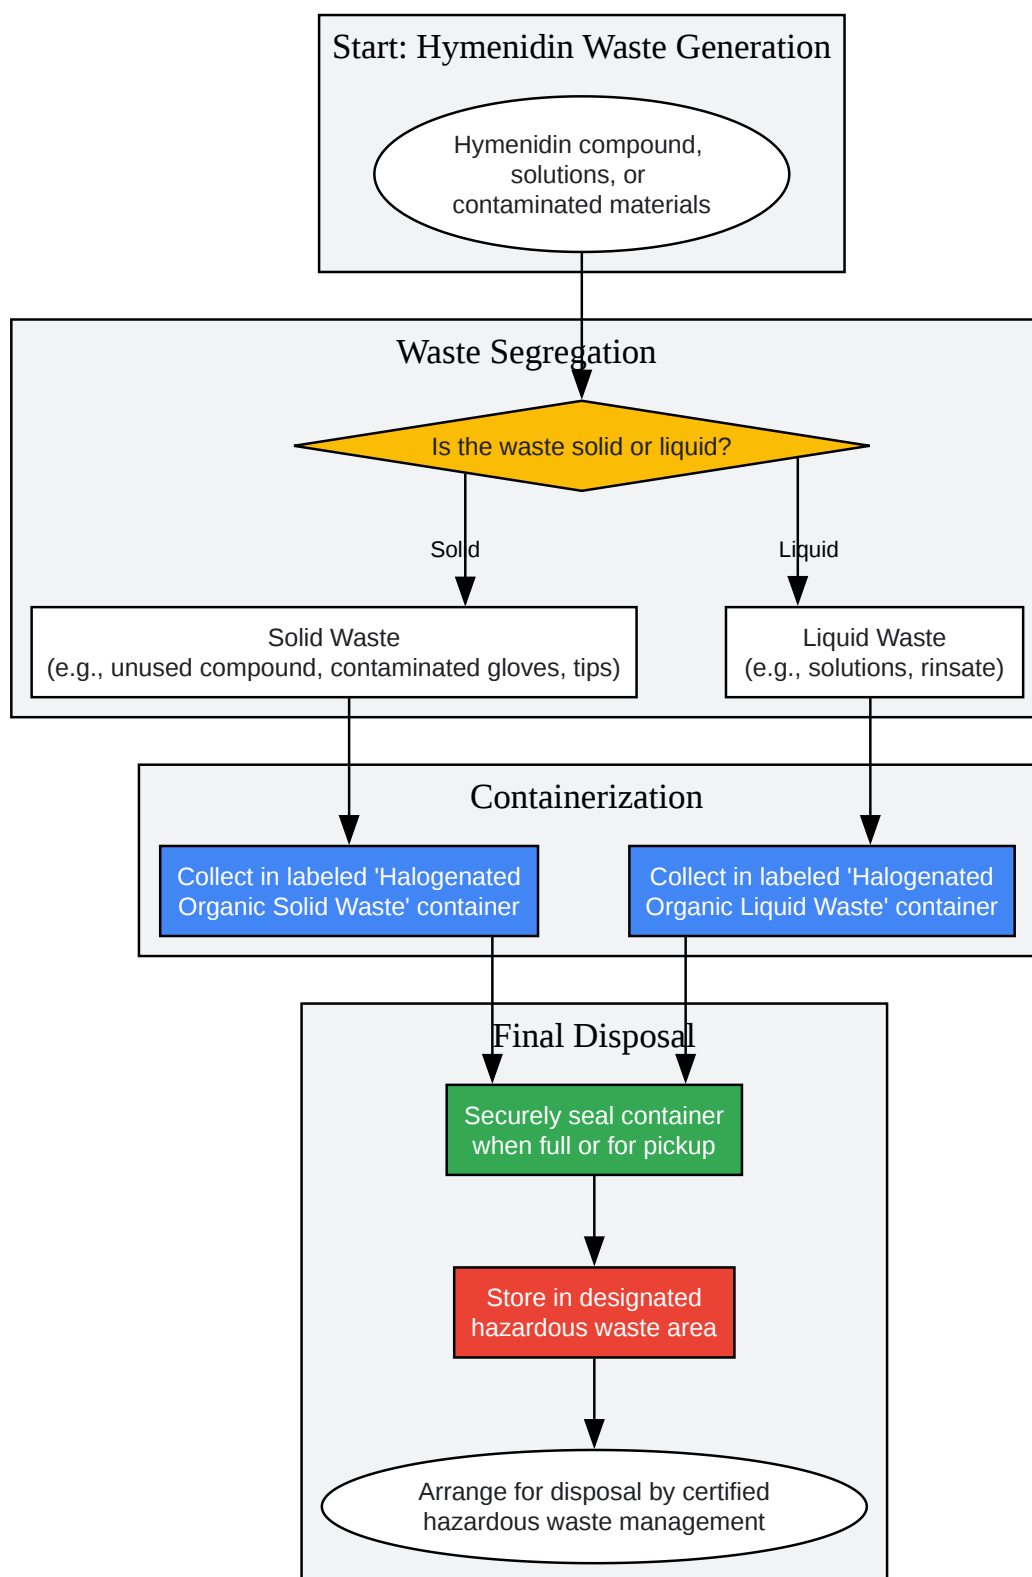 Start: Hymenidin Waste Generation
Hymenidin compound,
solutions, or
contaminated materials
Waste Segregation
Is the waste solid or liquid?
Solid
Liquid
Solid Waste
(e.g., unused compound, contaminated gloves, tips)
Liquid Waste
(e.g., solutions, rinsate)
Containerization
Collect in labeled 'Halogenated
Organic Solid Waste' container
Collect in labeled 'Halogenated
Organic Liquid Waste' container
Final Disposal
Securely seal container
when full or for pickup
Store in designated
hazardous waste area
Arrange for disposal by certified
hazardous waste management